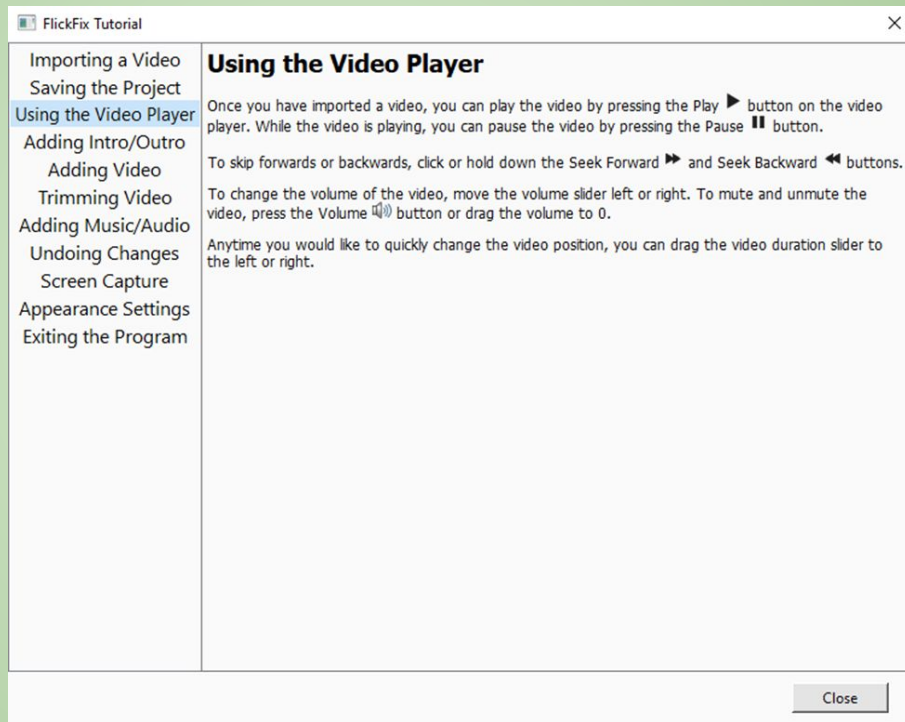 FlickFix Tutorial
Importing a Video
Saving the Project
Using the Video Player
Adding Intro/Outro
Adding Video
Trimming Video
Adding Music/Audio
Undoing Changes
Screen Capture
Appearance Settings
Exiting the Program
Using the Video Player
Once you have imported a video, you can play the video by pressing the Play ▶ button on the video
player. While the video is playing, you can pause the video by pressing the Pause ⏸ button.
To skip forwards or backwards, click or hold down the Seek Forward ⏩ and Seek Backward ⏪ buttons.
To change the volume of the video, move the volume slider left or right. To mute and unmute the
video, press the Volume 🔊 button or drag the volume to 0.
Anytime you would like to quickly change the video position, you can drag the video duration slider to
the left or right.
Close